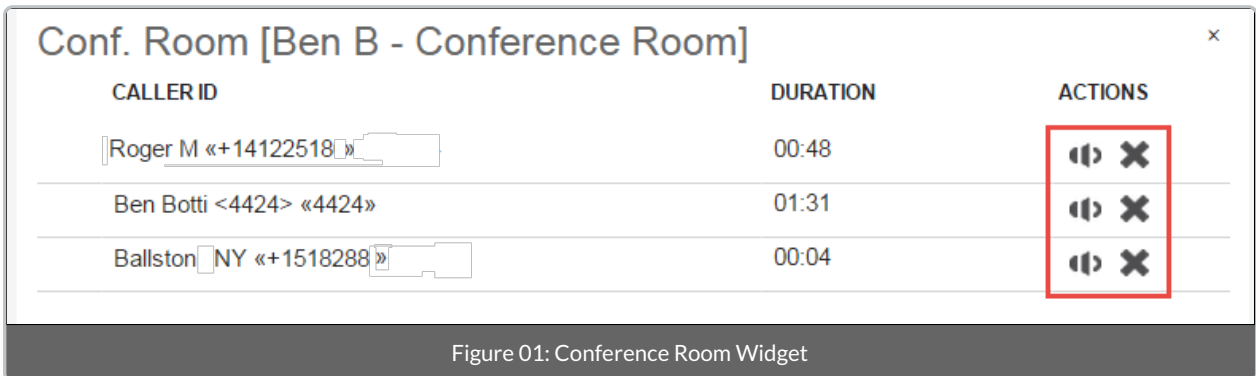 Conf. Room [Ben B - Conference Room] ×
CALLER ID DURATION ACTIONS
Roger M «+14122518 » 00:48
Ben Botti <4424> «4424» 01:31
Ballston NY «+1518288 » 00:04
Figure 01: Conference Room Widget